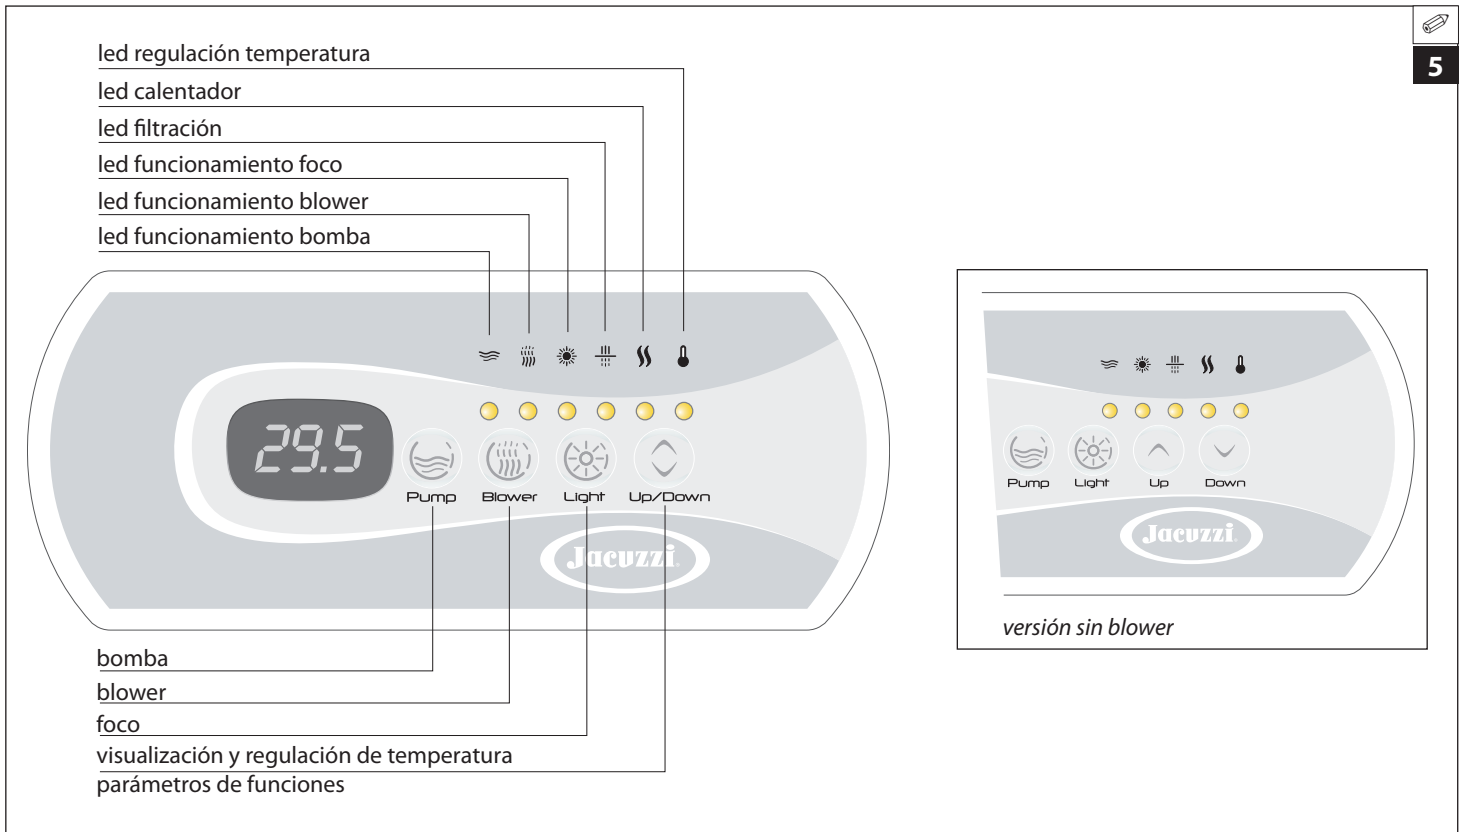 5
led regulación temperatura
led calentador
led filtración
led funcionamiento foco
led funcionamiento blower
led funcionamiento bomba
29.5
Pump Blower Light Up/Down
Jacuzzi
bomba
blower
foco
visualización y regulación de temperatura
parámetros de funciones
Pump Light Up Down
Jacuzzi
versión sin blower